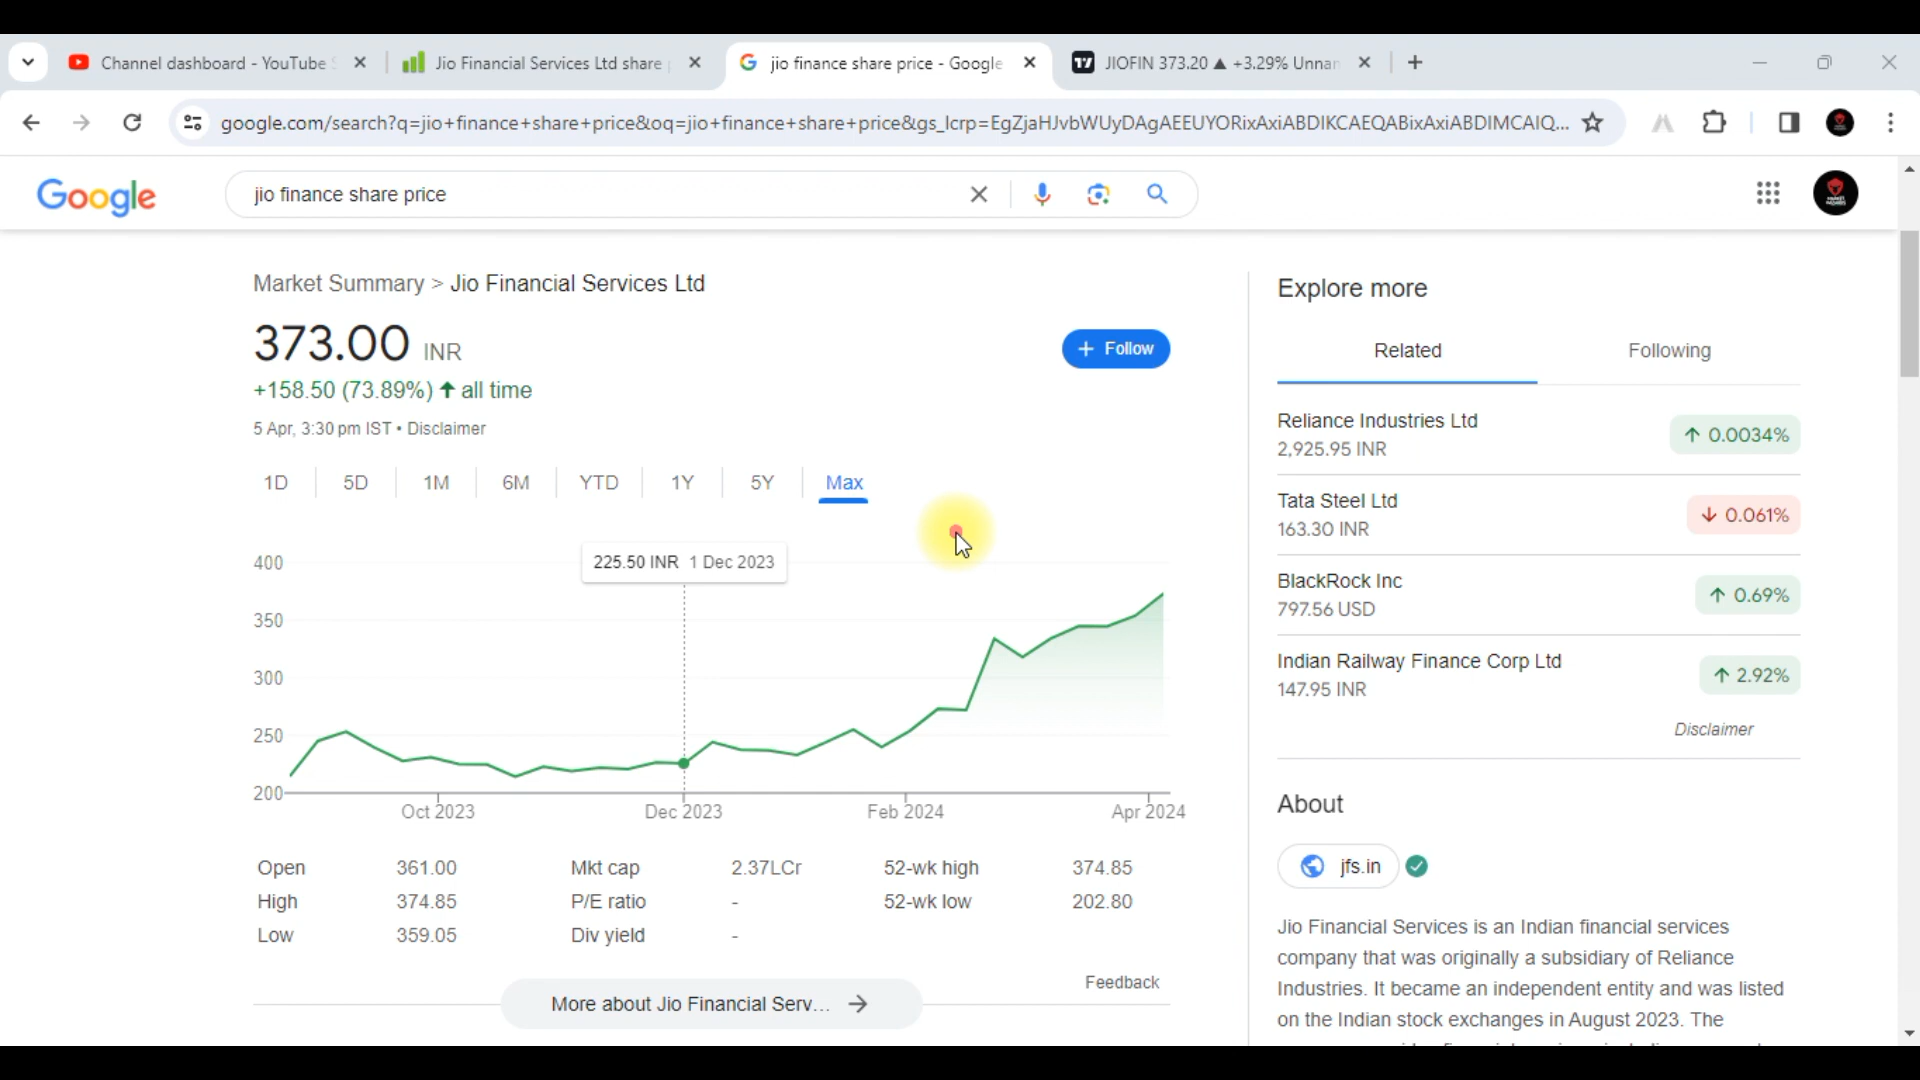 Channel dashboard - YouTube S
Jio Financial Services Ltd share p
jio finance share price - Google
JIOFIN 373.20 ▲ +3.29% Unnan
google.com/search?q=jio+finance+share+price&oq=jio+finance+share+price&gs_lcrp=EgZjaHJvbWUyDAgAEEUYORixAxiABDIKCAEQABixAxiABDIMCAIQ...
Google
jio finance share price
Market Summary > Jio Financial Services Ltd
373.00 INR
+ Follow
+158.50 (73.89%) ↑ all time
5 Apr, 3:30 pm IST • Disclaimer
1D 5D 1M 6M YTD 1Y 5Y Max
225.50 INR 1 Dec 2023
400
350
300
250
200
Oct 2023 Dec 2023 Feb 2024 Apr 2024
Open 361.00 Mkt cap 2.37LCr 52-wk high 374.85
High 374.85 P/E ratio - 52-wk low 202.80
Low 359.05 Div yield -
Feedback
More about Jio Financial Serv... →
Explore more
Related Following
Reliance Industries Ltd
2,925.95 INR
↑ 0.0034%
Tata Steel Ltd
163.30 INR
↓ 0.061%
BlackRock Inc
797.56 USD
↑ 0.69%
Indian Railway Finance Corp Ltd
147.95 INR
↑ 2.92%
Disclaimer
About
jfs.in
Jio Financial Services is an Indian financial services
company that was originally a subsidiary of Reliance
Industries. It became an independent entity and was listed
on the Indian stock exchanges in August 2023. The